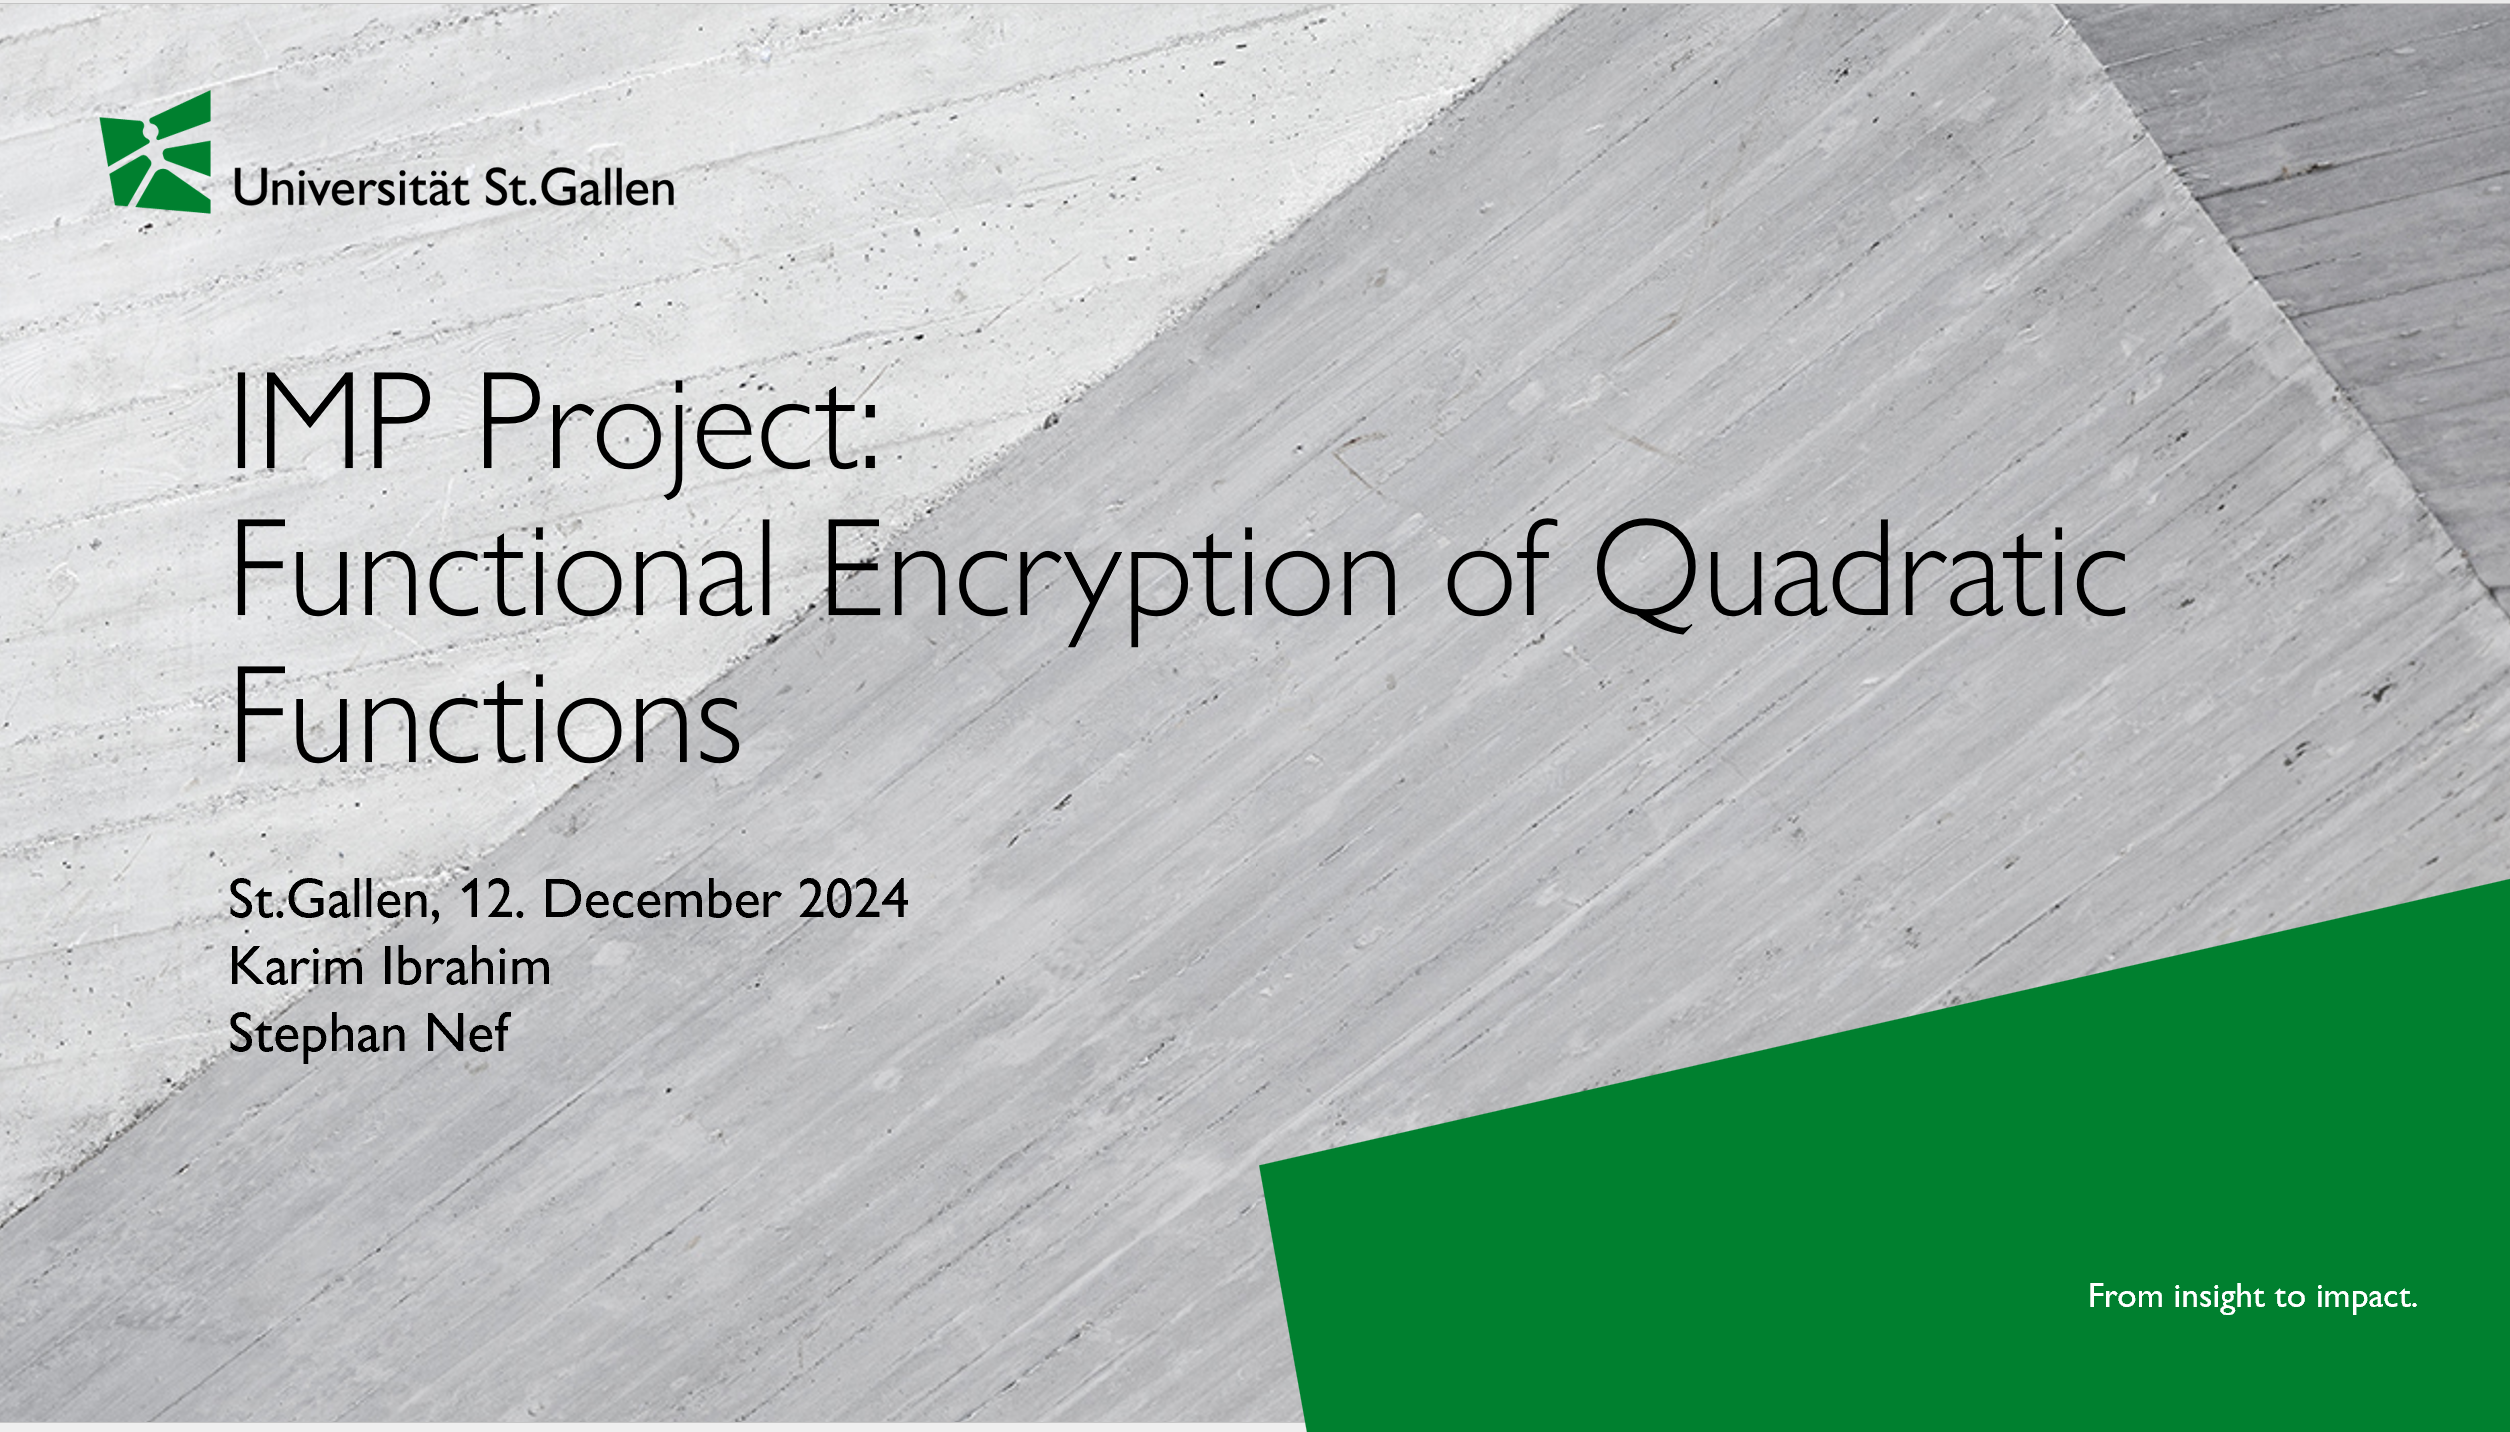 Universität St.Gallen
IMP Project:
Functional Encryption of Quadratic
Functions
St.Gallen, 12. December 2024
Karim Ibrahim
Stephan Nef
From insight to impact.